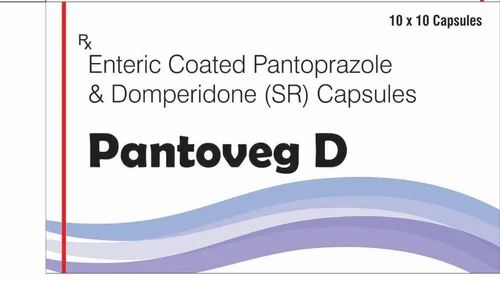 10 x 10 Capsules
Rx
Enteric Coated Pantoprazole
& Domperidone (SR) Capsules
Pantoveg D